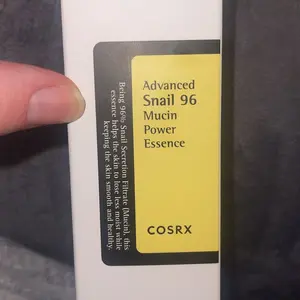 Advanced
Snail 96
Mucin
Power
Essence
COSRX
Being 96% Snail Secretion Filtrate (Mucin), this
essence helps the skin to lose less moist while
keeping the skin smooth and healthy.